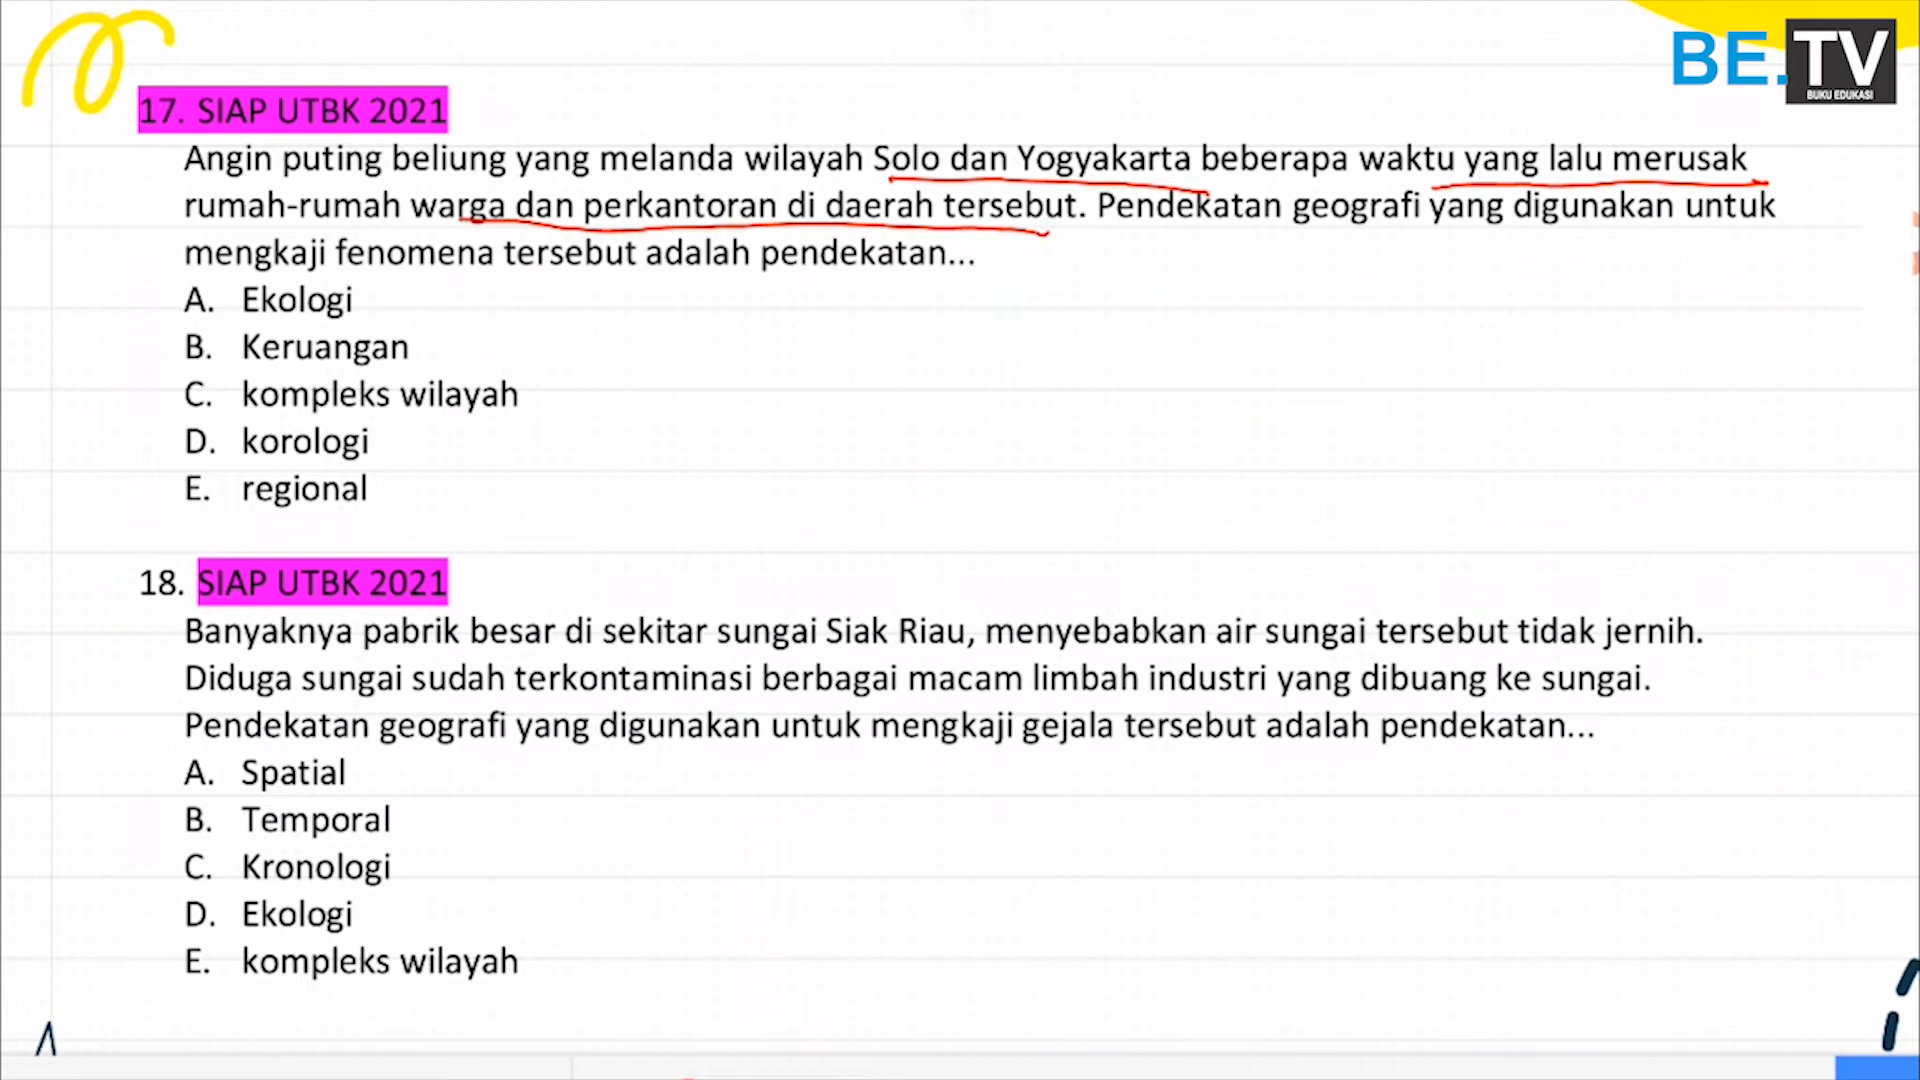 BE.TV
BUKU EDUKASI
17. SIAP UTBK 2021
Angin puting beliung yang melanda wilayah Solo dan Yogyakarta beberapa waktu yang lalu merusak
rumah-rumah warga dan perkantoran di daerah tersebut. Pendekatan geografi yang digunakan untuk
mengkaji fenomena tersebut adalah pendekatan...
A. Ekologi
B. Keruangan
C. kompleks wilayah
D. korologi
E. regional
18. SIAP UTBK 2021
Banyaknya pabrik besar di sekitar sungai Siak Riau, menyebabkan air sungai tersebut tidak jernih.
Diduga sungai sudah terkontaminasi berbagai macam limbah industri yang dibuang ke sungai.
Pendekatan geografi yang digunakan untuk mengkaji gejala tersebut adalah pendekatan...
A. Spatial
B. Temporal
C. Kronologi
D. Ekologi
E. kompleks wilayah